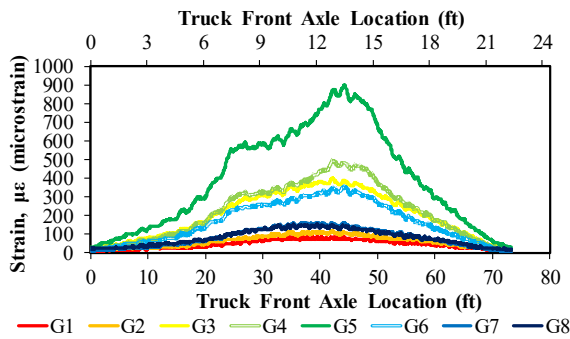 Truck Front Axle Location (ft)
0 3 6 9 12 15 18 21 24
Strain, με (microstrain)
1000
900
800
700
600
500
400
300
200
100
0
0 10 20 30 40 50 60 70 80
Truck Front Axle Location (ft)
G1 G2 G3 G4 G5 G6 G7 G8